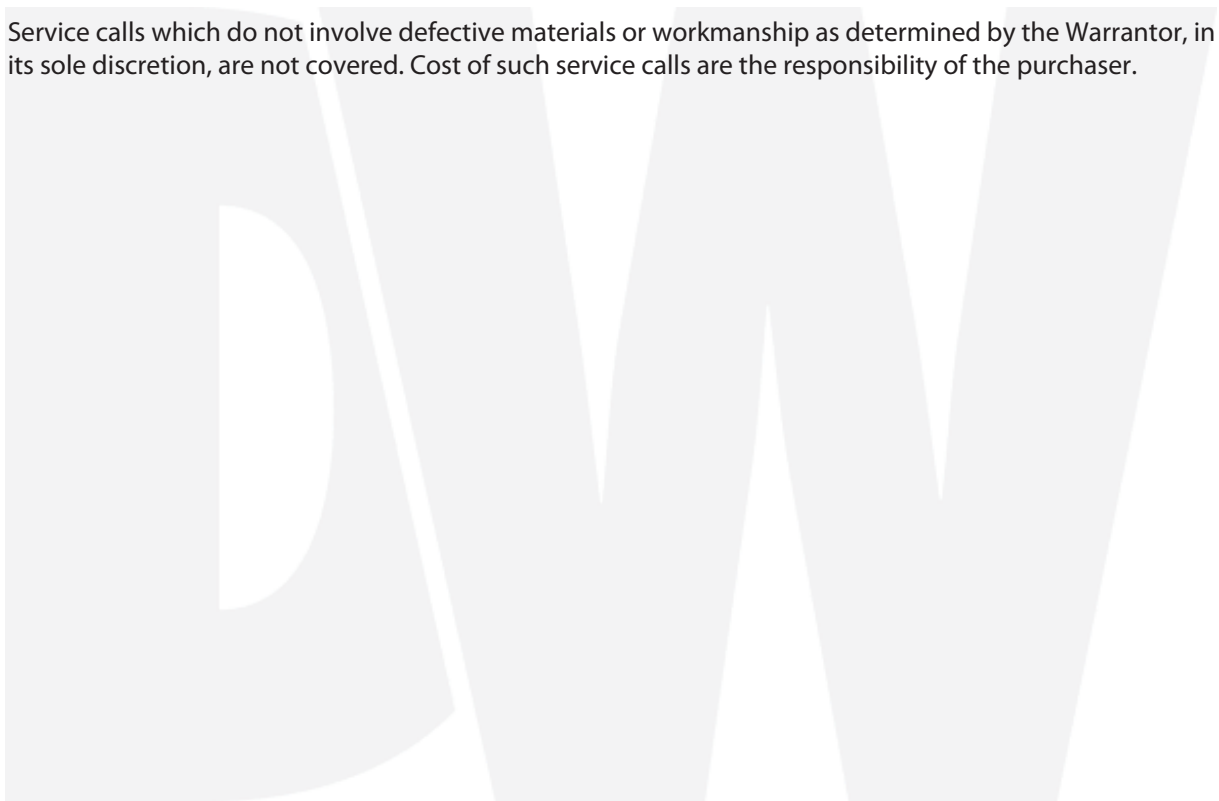 Service calls which do not involve defective materials or workmanship as determined by the Warrantor, in
its sole discretion, are not covered. Cost of such service calls are the responsibility of the purchaser.
DW